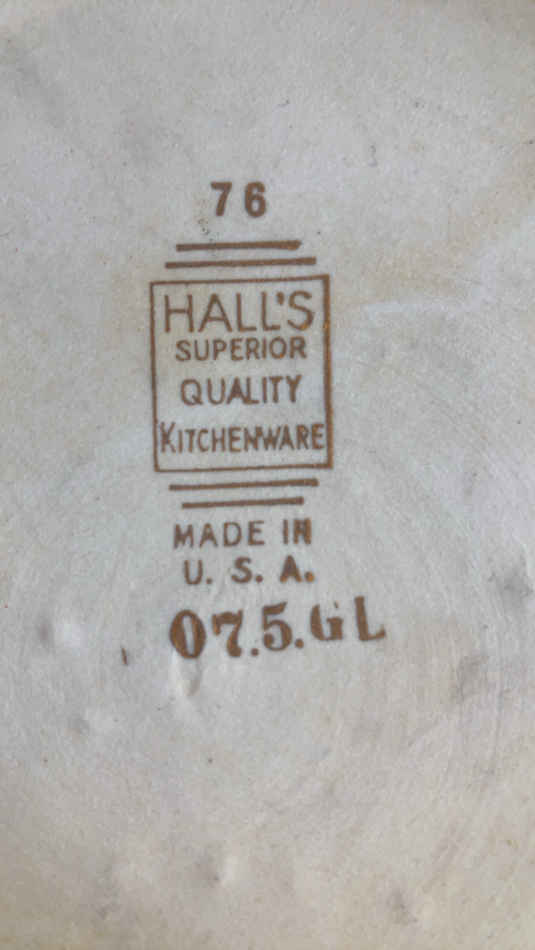 76
HALL'S
SUPERIOR
QUALITY
KITCHENWARE
MADE IN
U. S. A.
07.5.GL